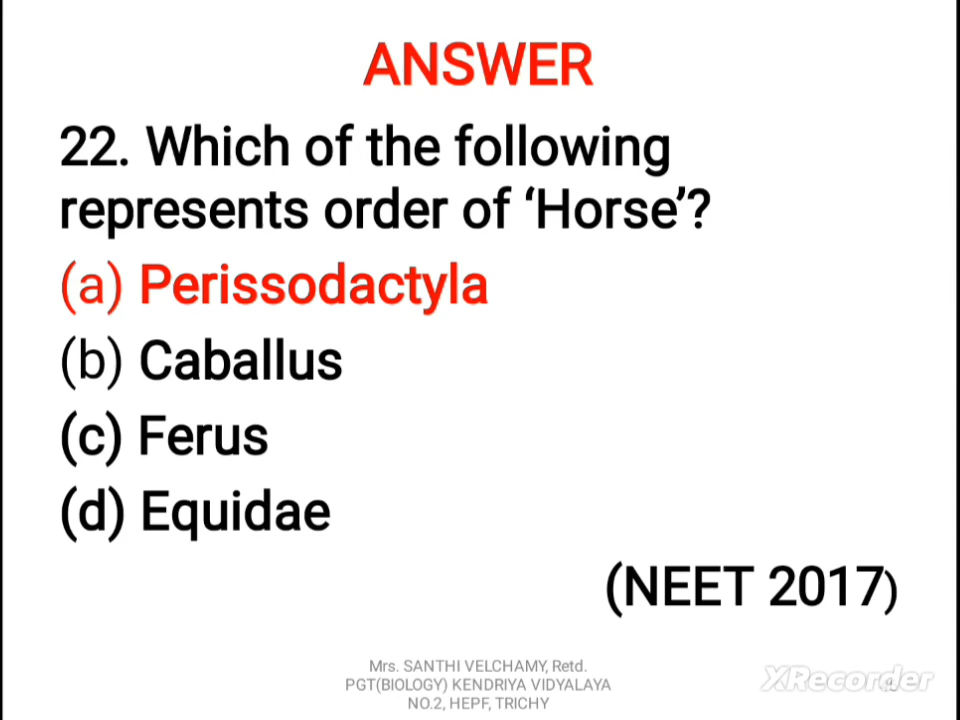 ANSWER
22. Which of the following
represents order of ‘Horse’?
(a) Perissodactyla
(b) Caballus
(c) Ferus
(d) Equidae
(NEET 2017)
Mrs. SANTHI VELCHAMY, Retd.
PGT(BIOLOGY) KENDRIYA VIDYALAYA
NO.2, HEPF, TRICHY
XRecorder